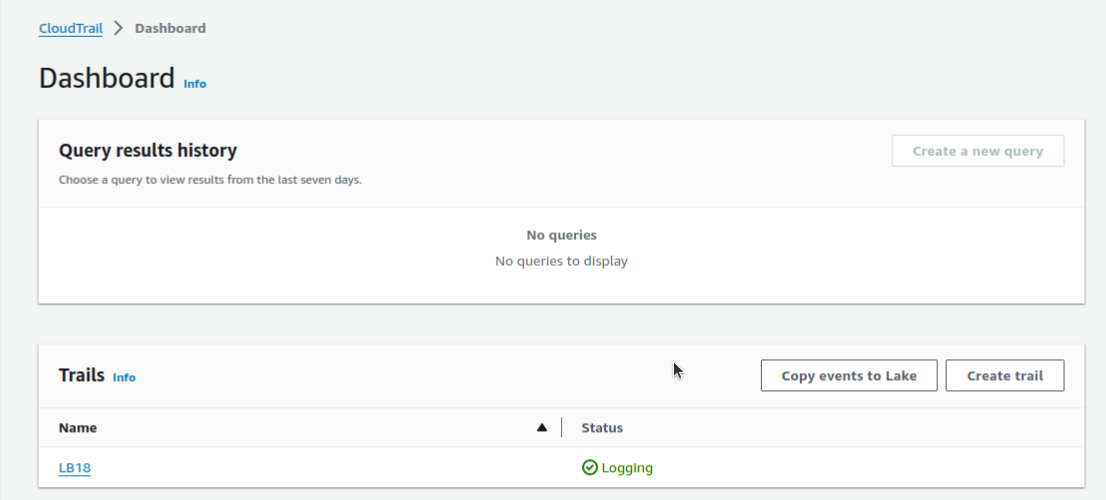 CloudTrail > Dashboard
Dashboard Info
Query results history
Create a new query
Choose a query to view results from the last seven days.
No queries
No queries to display
Trails Info
Copy events to Lake
Create trail
Name
Status
LB18
Logging